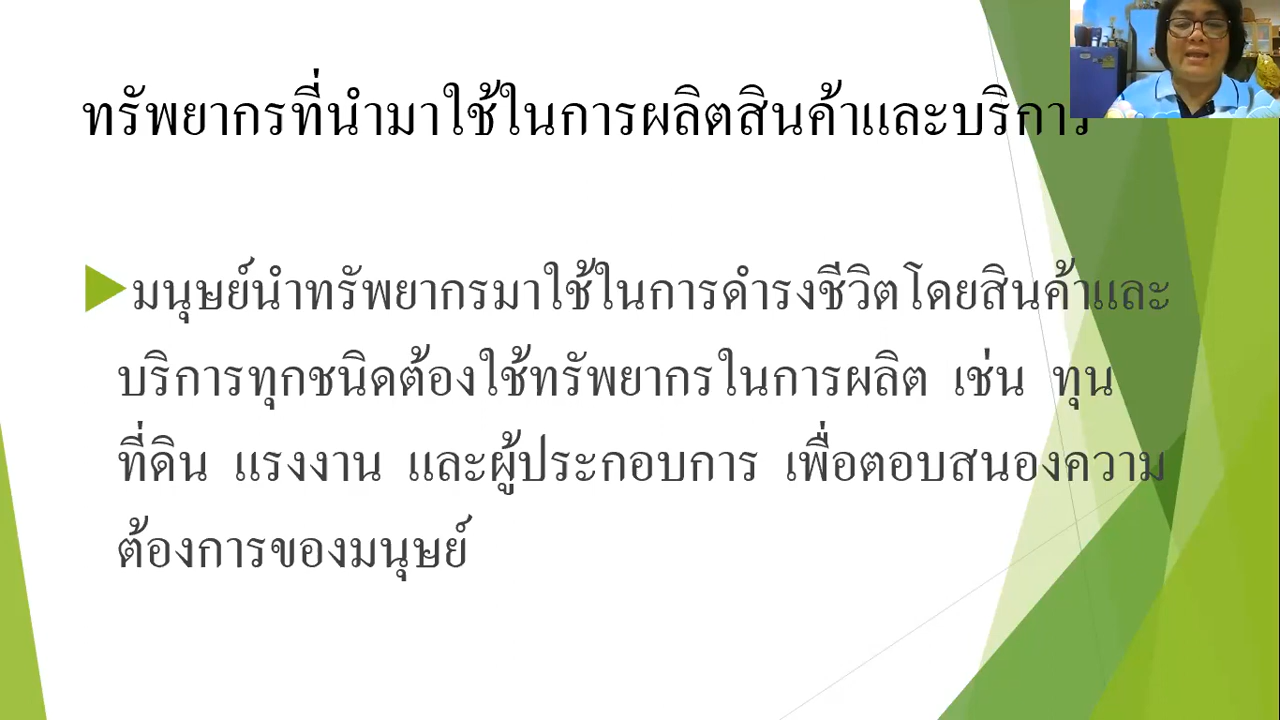 ทรัพยากรที่นำมาใช้ในการผลิตสินค้าและบริการ
มนุษย์นำทรัพยากรมาใช้ในการดำรงชีวิตโดยสินค้าและ
บริการทุกชนิดต้องใช้ทรัพยากรในการผลิต เช่น ทุน
ที่ดิน แรงงาน และผู้ประกอบการ เพื่อตอบสนองความ
ต้องการของมนุษย์